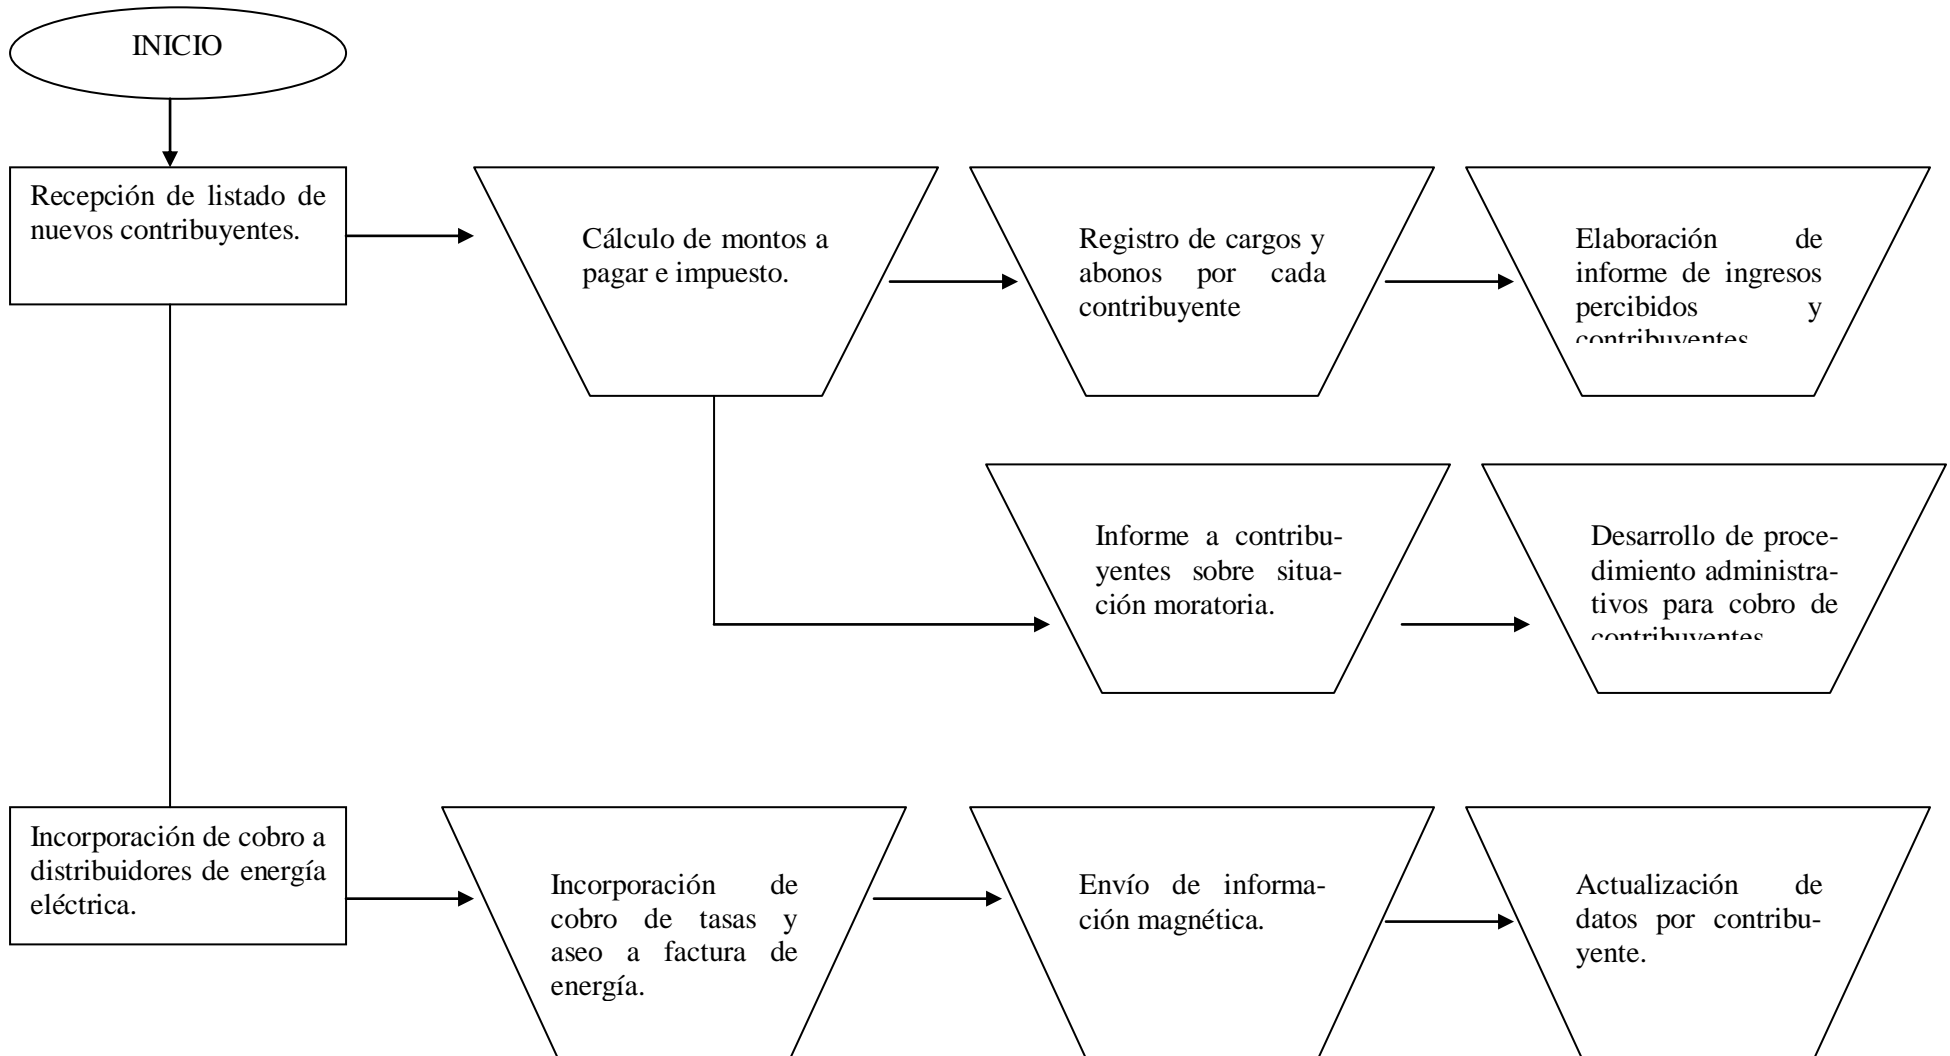 INICIO
Recepción de listado de
nuevos contribuyentes.
Cálculo de montos a
pagar e impuesto.
Registro de cargos y
abonos por cada
contribuyente
Elaboración de
informe de ingresos
percibidos y
contribuyentes
Informe a contribu-
yentes sobre situa-
ción moratoria.
Desarrollo de proce-
dimiento administra-
tivos para cobro de
contribuyentes
Incorporación de cobro a
distribuidores de energía
eléctrica.
Incorporación de
cobro de tasas y
aseo a factura de
energía.
Envío de informa-
ción magnética.
Actualización de
datos por contribu-
yente.